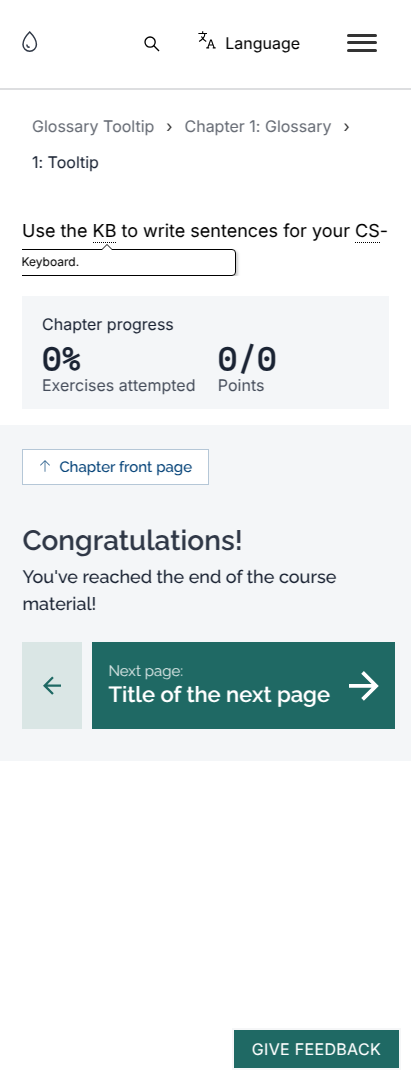 Language
Glossary Tooltip › Chapter 1: Glossary ›
1: Tooltip
Use the KB to write sentences for your CS-
Keyboard.
Chapter progress
0% 0/0
Exercises attempted Points
Chapter front page
Congratulations!
You've reached the end of the course
material!
Next page:
Title of the next page
GIVE FEEDBACK